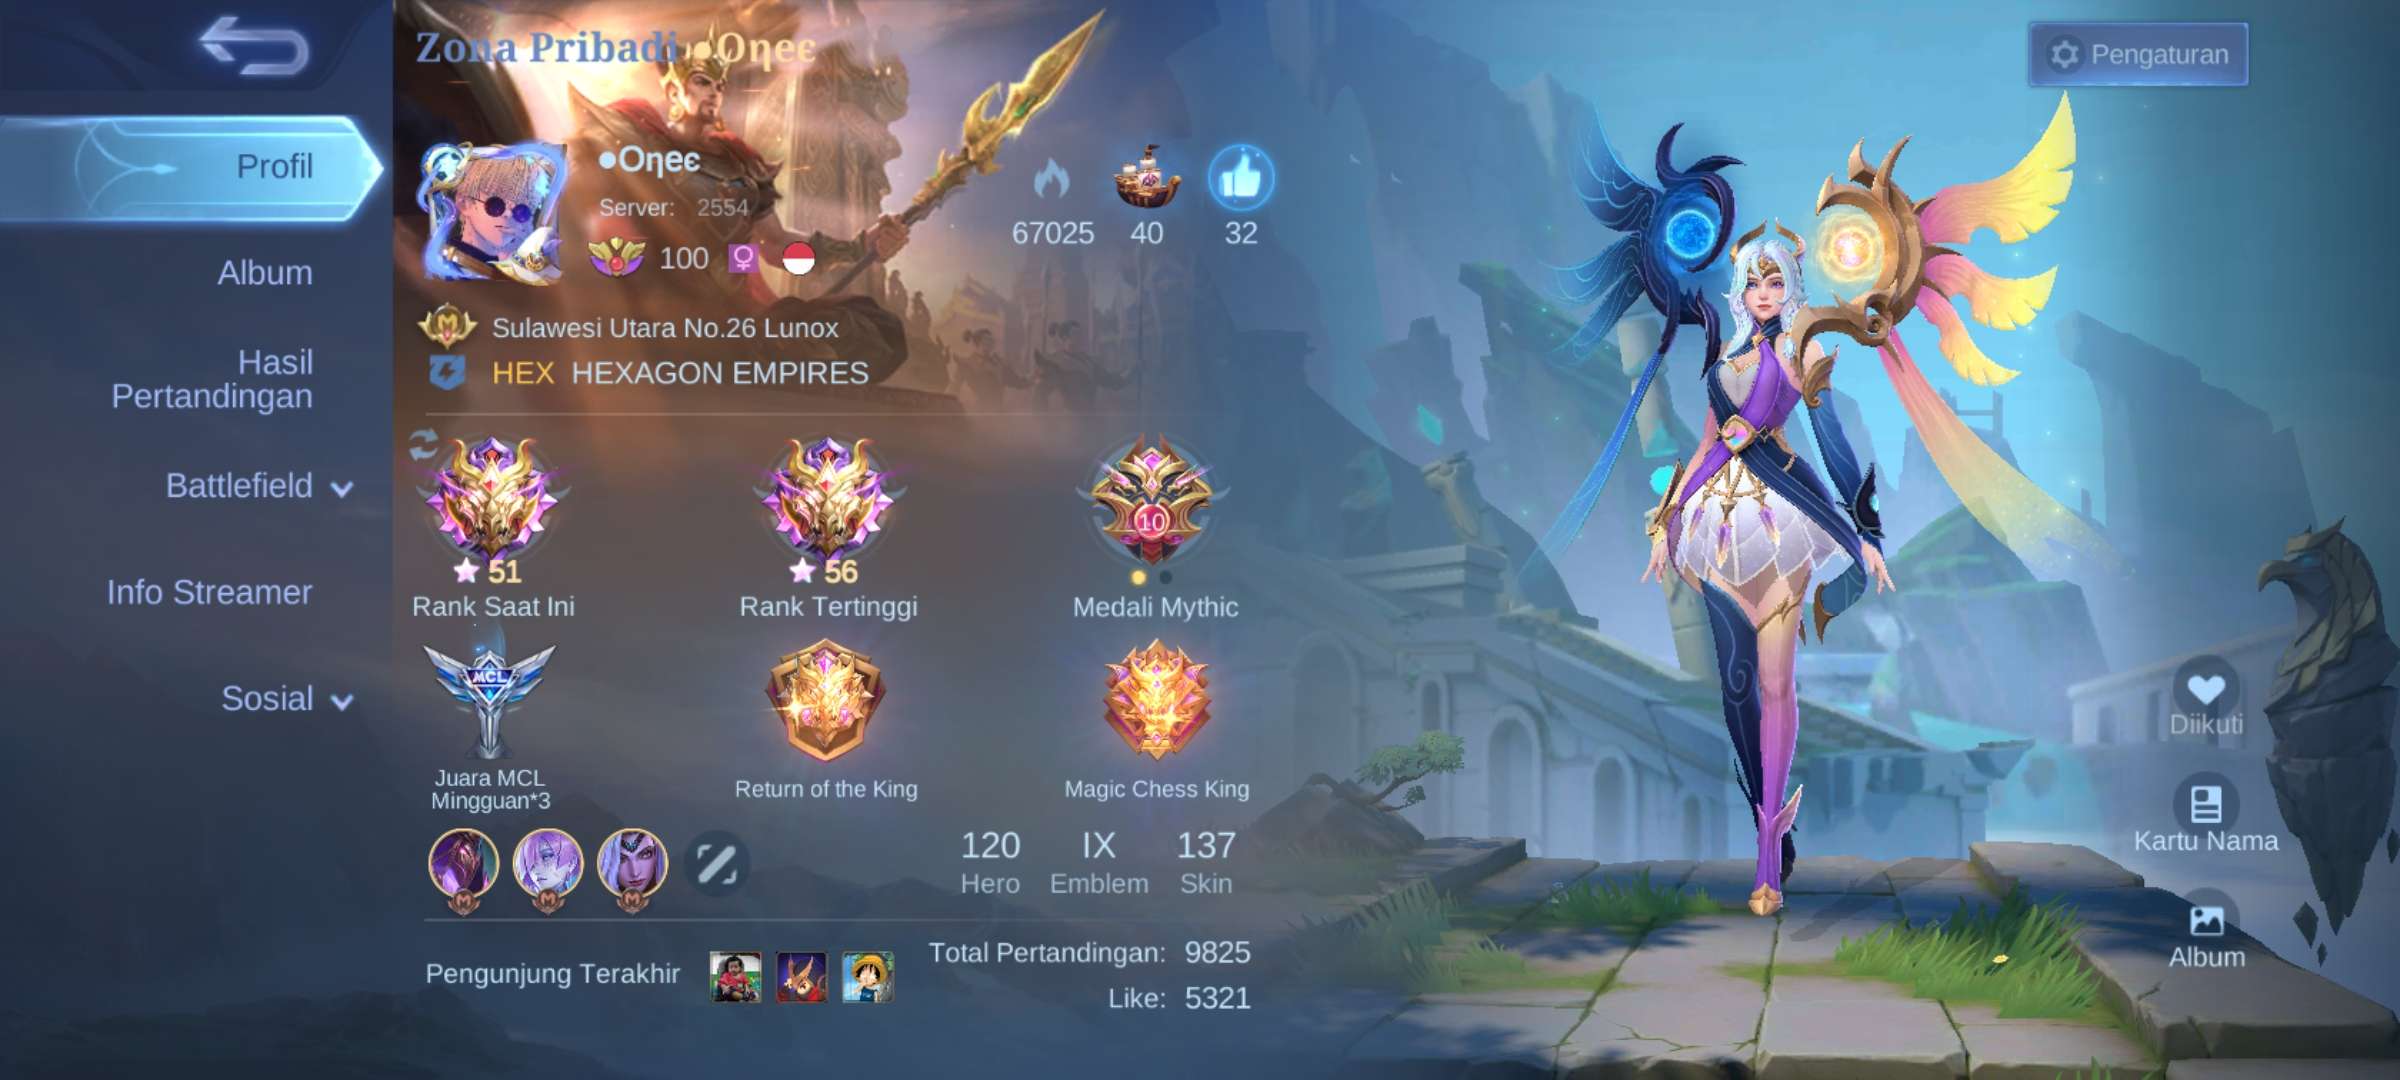 Zona Pribadi ●Oηєє
Pengaturan
Profil
Album
Hasil
Pertandingan
Battlefield
Info Streamer
Sosial
●Oηєє
Server: 2554
100
67025
40
32
Sulawesi Utara No.26 Lunox
HEX HEXAGON EMPIRES
51
Rank Saat Ini
56
Rank Tertinggi
10
Medali Mythic
MCL
Juara MCL
Mingguan*3
Return of the King
Magic Chess King
120
Hero
IX
Emblem
137
Skin
Pengunjung Terakhir
Total Pertandingan: 9825
Like: 5321
Diikuti
Kartu Nama
Album